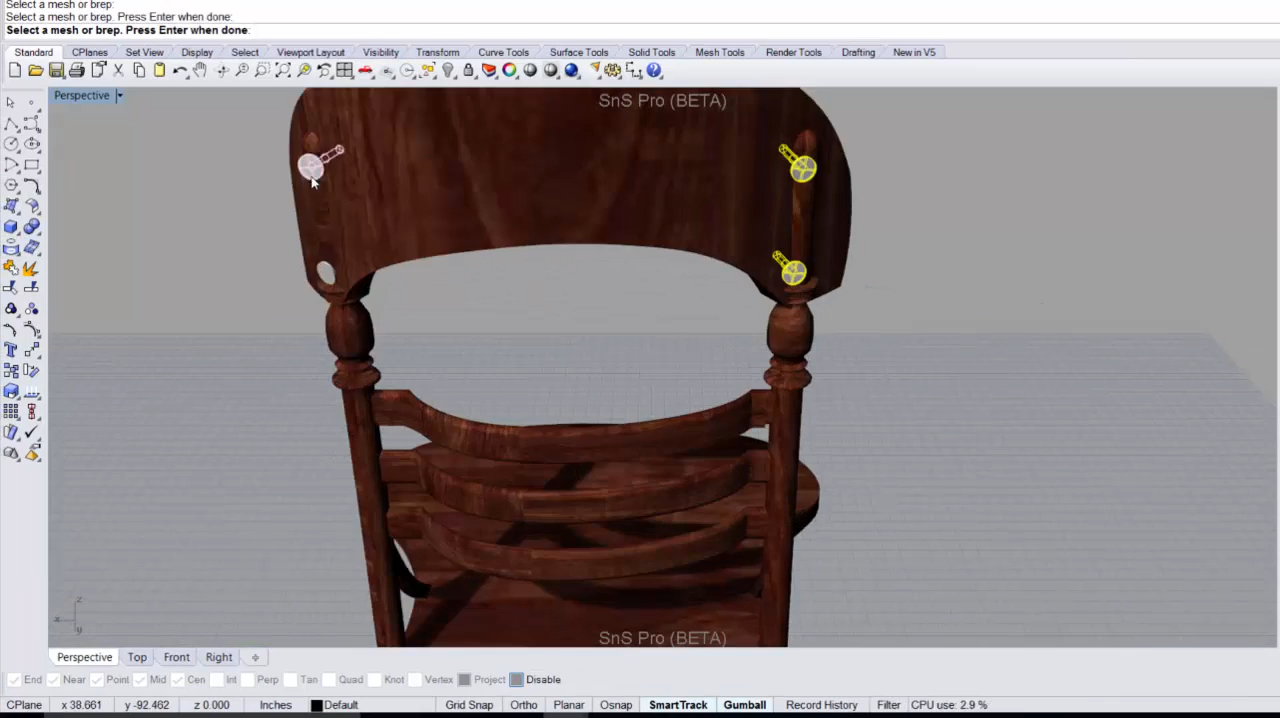 Select a mesh or brep:
Select a mesh or brep. Press Enter when done:
Select a mesh or brep. Press Enter when done:
Standard CPlanes Set View Display Select Viewport Layout Visibility Transform Curve Tools Surface Tools Solid Tools Mesh Tools Render Tools Drafting New in V5
Perspective
SnS Pro (BETA)
z
x
y
SnS Pro (BETA)
Perspective Top Front Right
End Near Point Mid Cen Int Perp Tan Quad Knot Vertex Project Disable
CPlane x 38.661 y -92.462 z 0.000 Inches Default Grid Snap Ortho Planar Osnap SmartTrack Gumball Record History Filter CPU use: 2.9 %